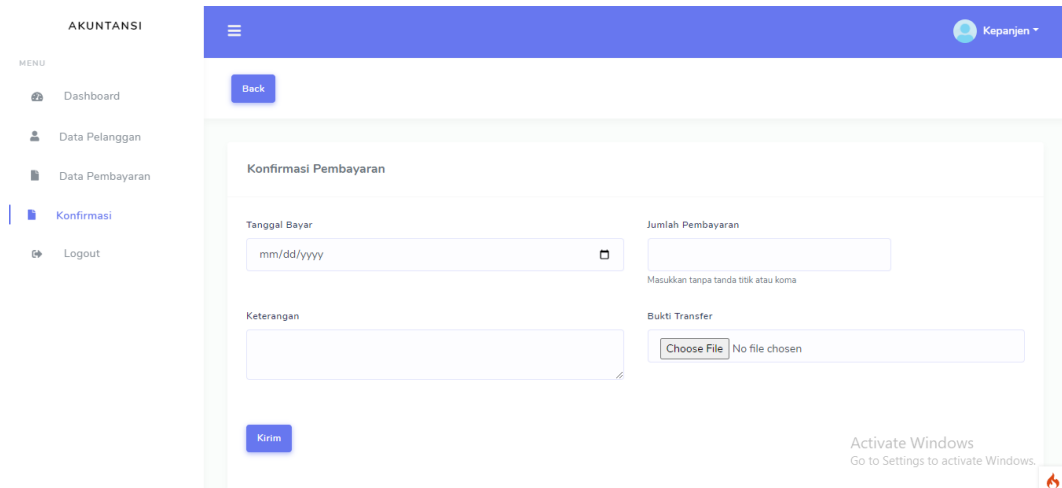 AKUNTANSI
Kepanjen
MENU
Dashboard
Data Pelanggan
Data Pembayaran
Konfirmasi
Logout
Back
Konfirmasi Pembayaran
Tanggal Bayar
mm/dd/yyyy
Jumlah Pembayaran
Masukkan tanpa tanda titik atau koma
Keterangan
Bukti Transfer
Choose File No file chosen
Kirim
Activate Windows
Go to Settings to activate Windows.